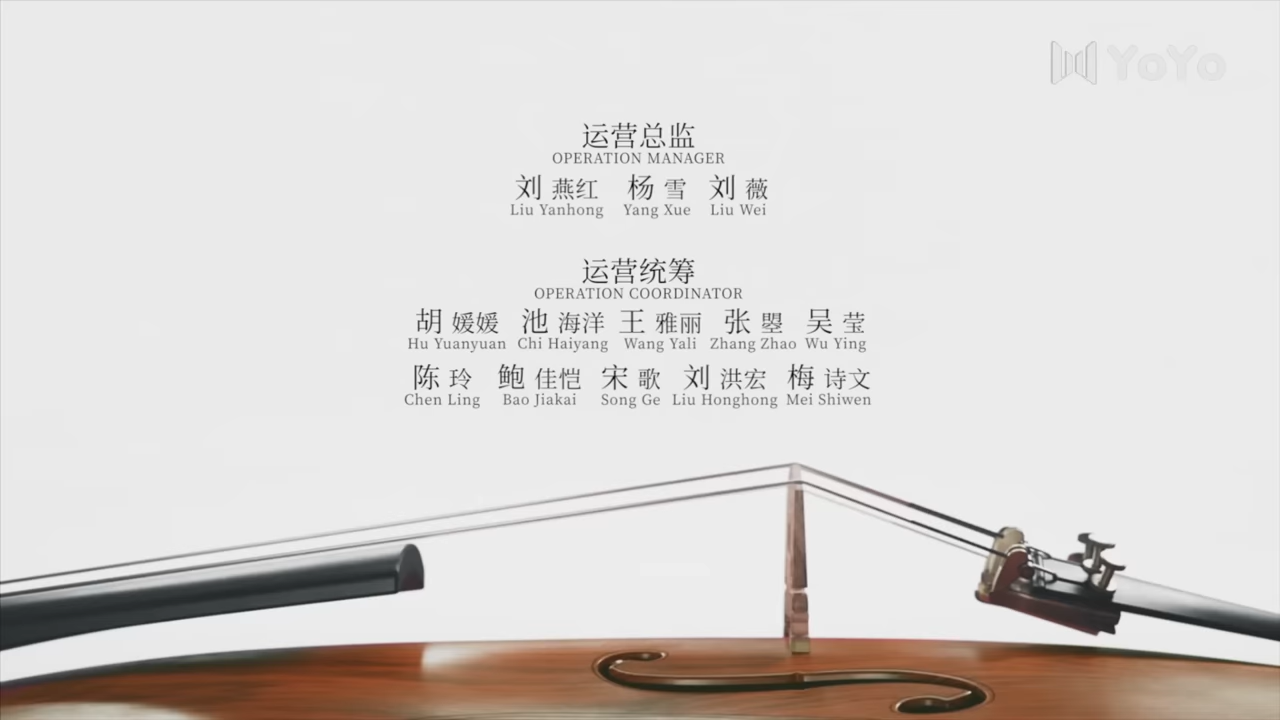 YoYo
运营总监
OPERATION MANAGER
刘 燕红 杨 雪 刘 薇
Liu Yanhong Yang Xue Liu Wei
运营统筹
OPERATION COORDINATOR
胡 媛媛 池 海洋 王 雅丽 张 曌 吴 莹
Hu Yuanyuan Chi Haiyang Wang Yali Zhang Zhao Wu Ying
陈 玲 鲍 佳恺 宋 歌 刘 洪宏 梅 诗文
Chen Ling Bao Jiakai Song Ge Liu Honghong Mei Shiwen